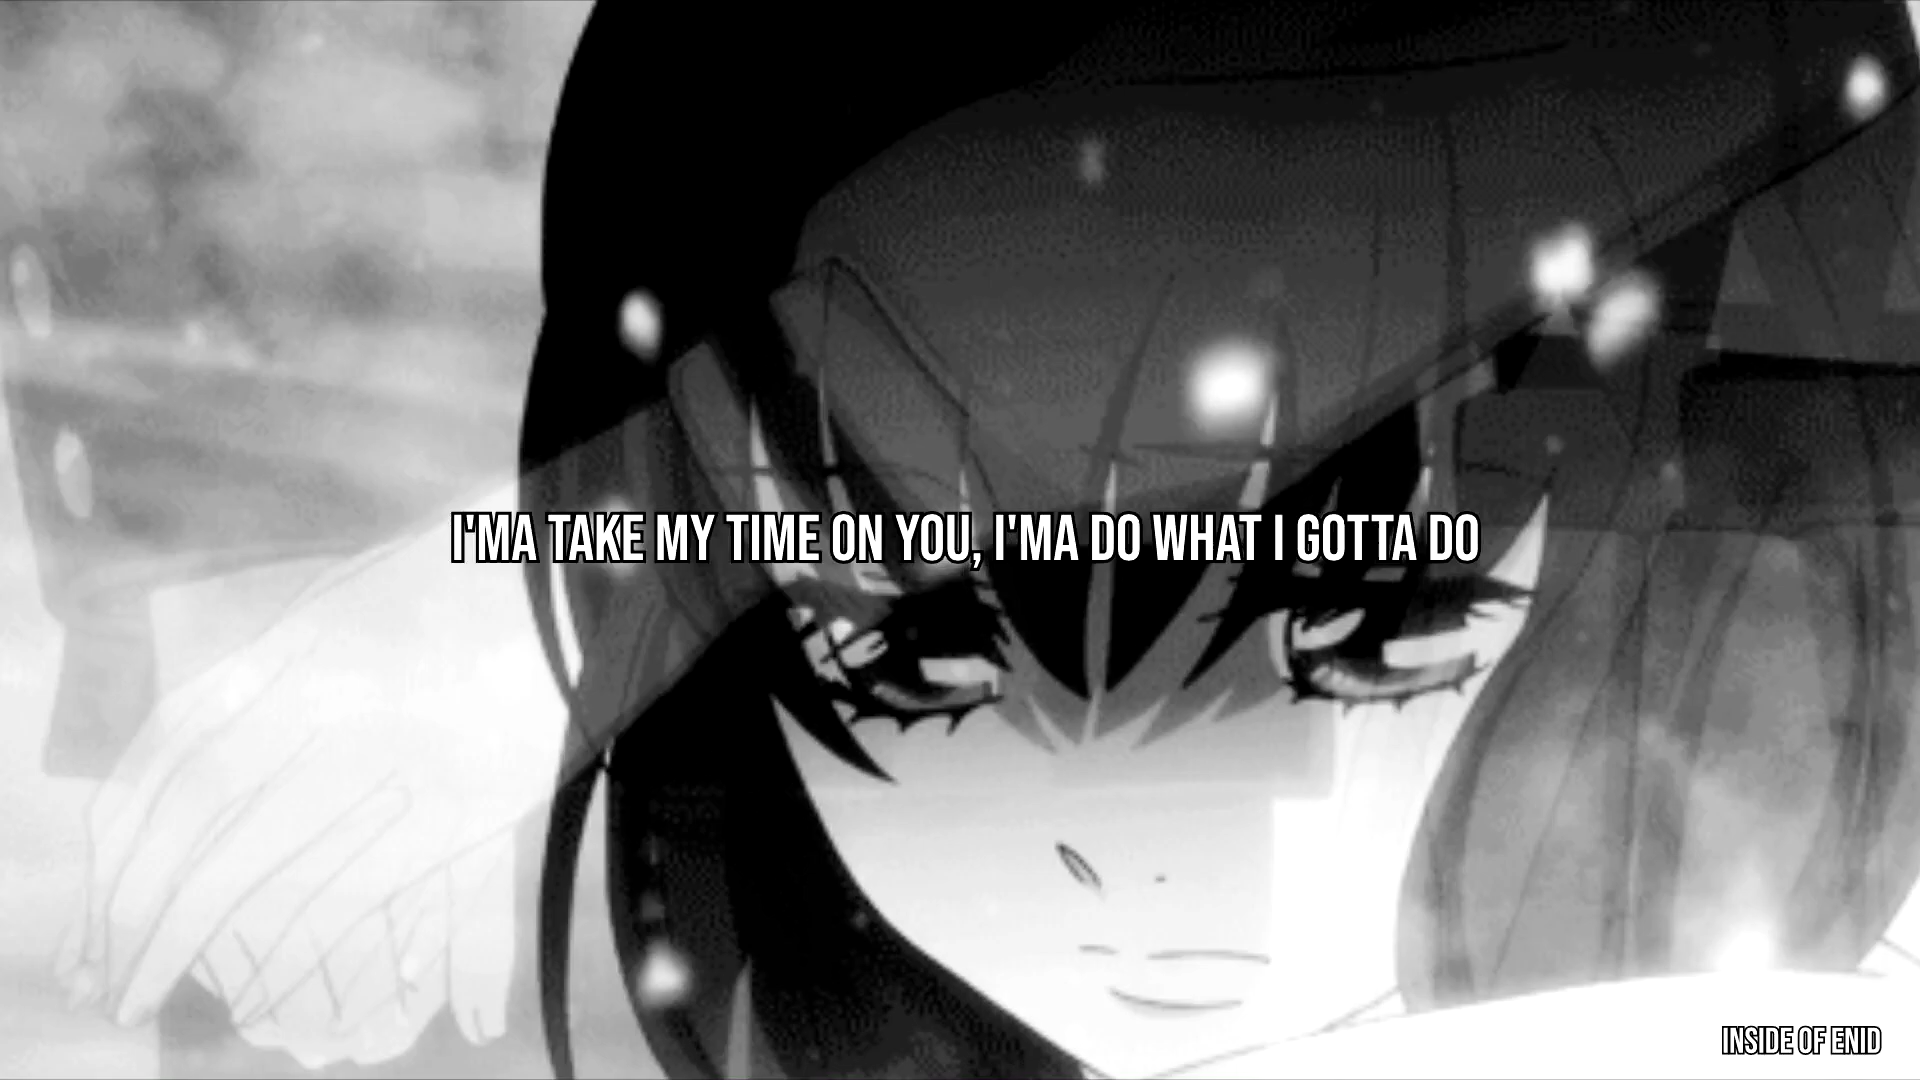 I'MA TAKE MY TIME ON YOU, I'MA DO WHAT I GOTTA DO
INSIDE OF ENID